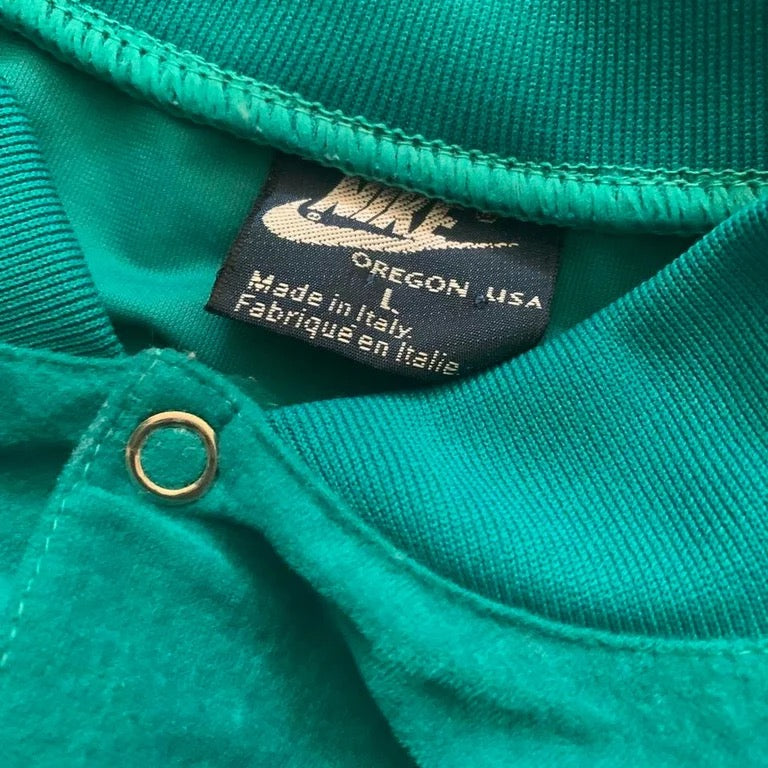 NIKE
OREGON USA
L
Made in Italy,
Fabriqué en Italie